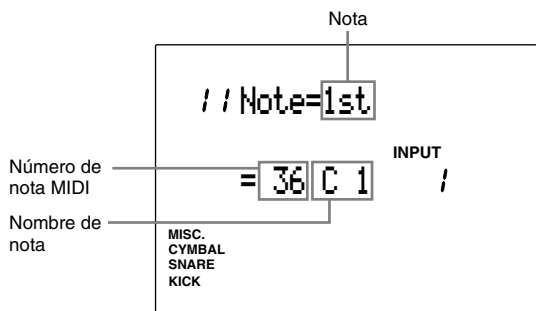 Nota
11 Note=1st
INPUT
Número de
nota MIDI
= 36 C 1
1
Nombre de
nota
MISC.
CYMBAL
SNARE
KICK